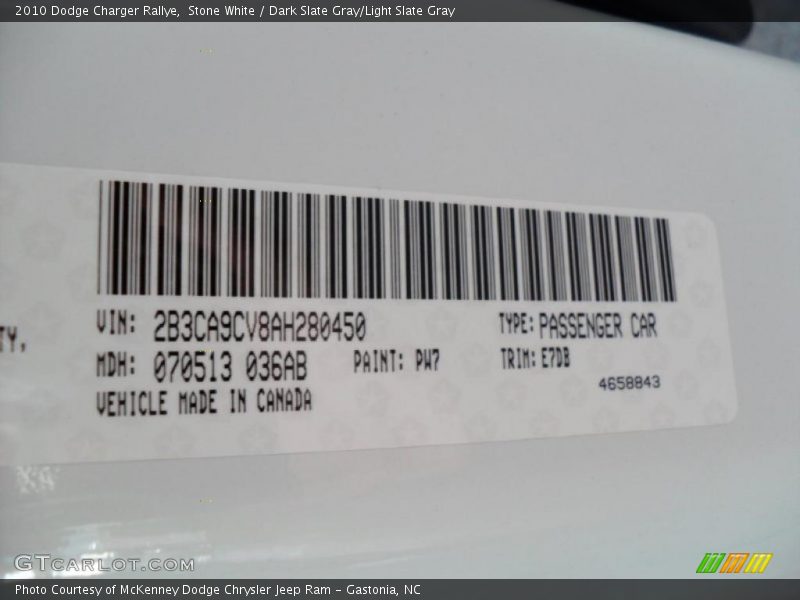 2010 Dodge Charger Rallye, Stone White / Dark Slate Gray/Light Slate Gray
TY,
VIN: 2B3CA9CV8AH280450 TYPE: PASSENGER CAR
MDH: 070513 036AB PAINT: PW7 TRIM: E7DB
VEHICLE MADE IN CANADA 4658843
GTCARLOT.COM
Photo Courtesy of McKenney Dodge Chrysler Jeep Ram - Gastonia, NC